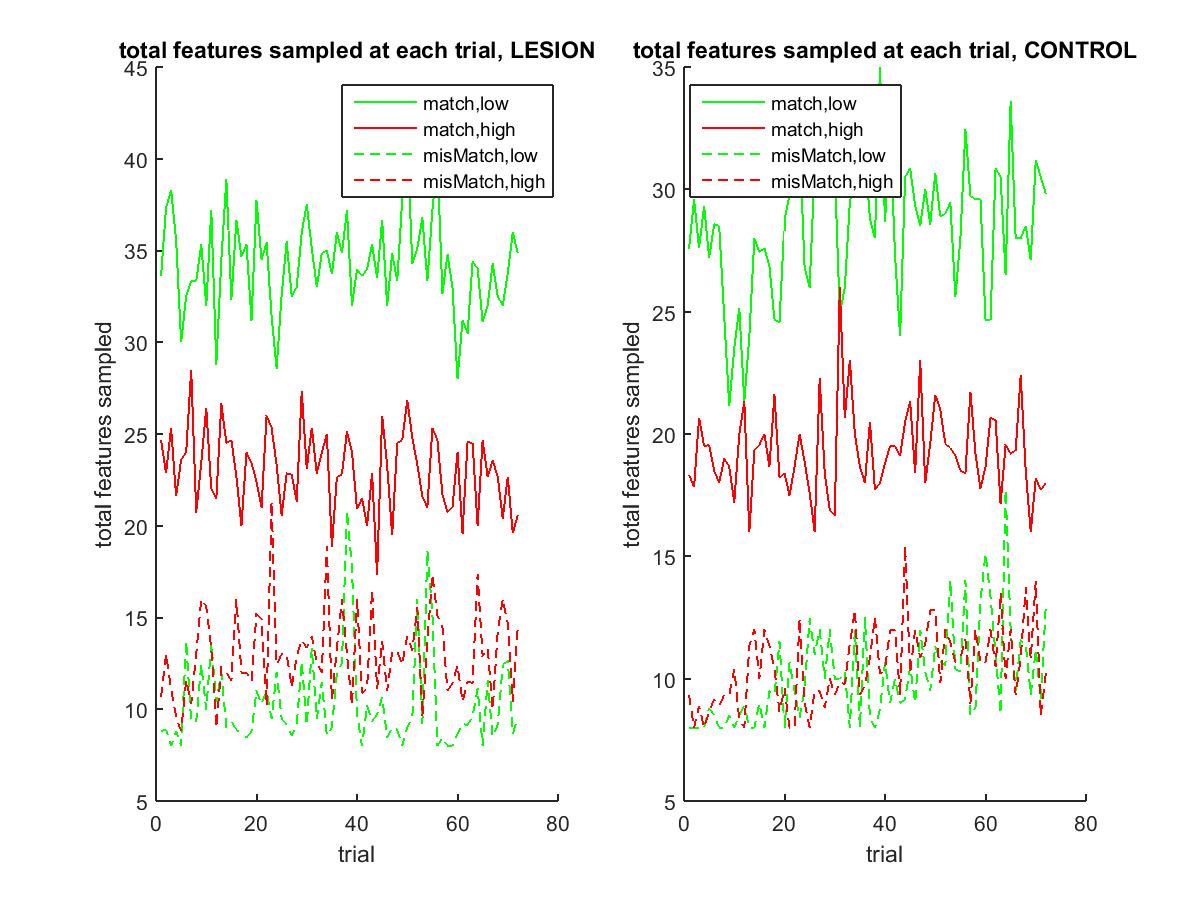 total features sampled at each trial, LESION
45
40
35
30
25
20
15
10
5
0
20
40
60
80
trial
total features sampled
match,low
match,high
misMatch,low
misMatch,high
total features sampled at each trial, CONTROL
35
30
25
20
15
10
5
0
20
40
60
80
trial
total features sampled
match,low
match,high
misMatch,low
misMatch,high